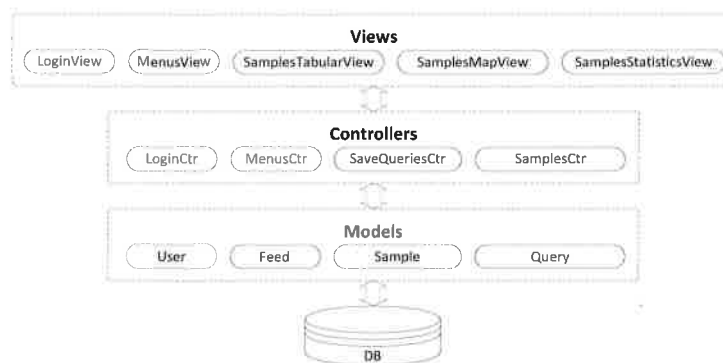 Views
LoginView MenusView SamplesTabularView SamplesMapView SamplesStatisticsView
Controllers
LoginCtr MenusCtr SaveQueriesCtr SamplesCtr
Models
User Feed Sample Query
DB